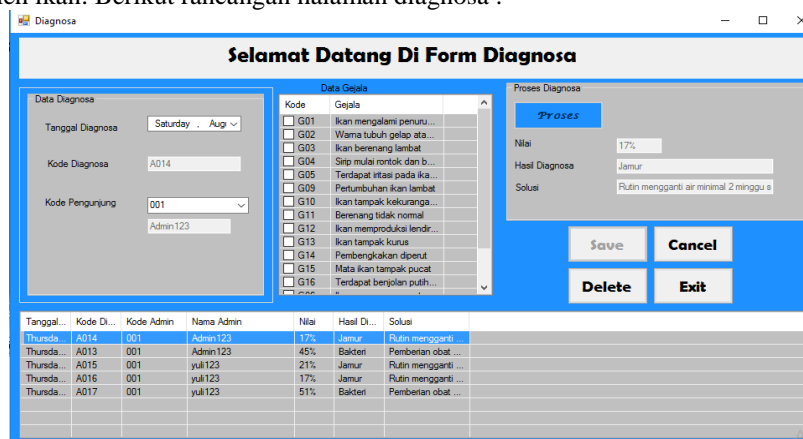 ikan. Berikut rancangan halaman diagnosa :
Diagnosa
Selamat Datang Di Form Diagnosa
Data Diagnosa
Tanggal Diagnosa Saturday , Aug
Kode Diagnosa A014
Kode Pengunjung 001
Admin123
Data Gejala
Kode Gejala
G01 Ikan mengalami penuru...
G02 Warna tubuh gelap ata...
G03 Ikan berenang lambat
G04 Sirip mulai rontok dan b...
G05 Terdapat iritasi pada ika...
G09 Pertumbuhan ikan lambat
G10 Ikan tampak kekuranga...
G11 Berenang tidak normal
G12 Ikan memproduksi lendir...
G13 Ikan tampak kurus
G14 Pembengkakan diperut
G15 Mata ikan tampak pucat
G16 Terdapat benjolan putih...
Proses Diagnosa
Proses
Nilai 17%
Hasil Diagnosa Jamur
Solusi Rutin mengganti air minimal 2 minggu s
Save Cancel
Delete Exit
Tanggal... Kode Di... Kode Admin Nama Admin Nilai Hasil Di... Solusi
Thursda... A014 001 Admin123 17% Jamur Rutin mengganti ...
Thursda... A013 001 Admin123 45% Bakteri Pemberian obat ...
Thursda... A015 001 yuli123 21% Jamur Rutin mengganti ...
Thursda... A016 001 yuli123 17% Jamur Rutin mengganti ...
Thursda... A017 001 yuli123 51% Bakteri Pemberian obat ...